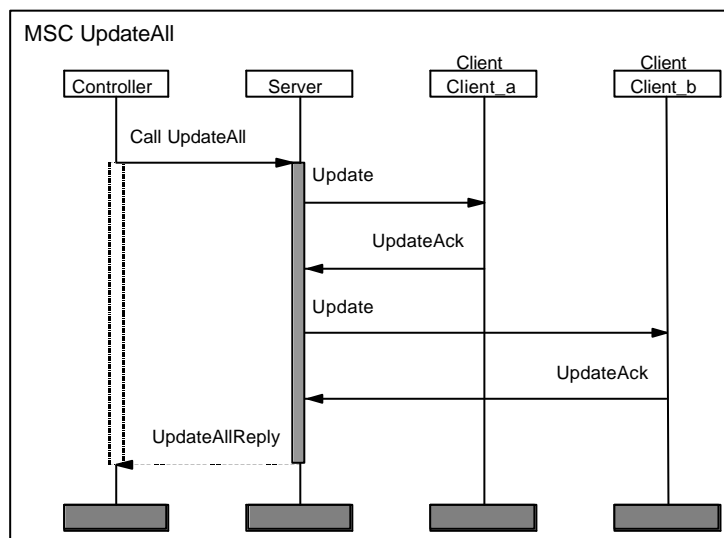 MSC UpdateAll
Client
Client
Controller
Server
Client_a
Client_b
Call UpdateAll
Update
UpdateAck
Update
UpdateAck
UpdateAllReply